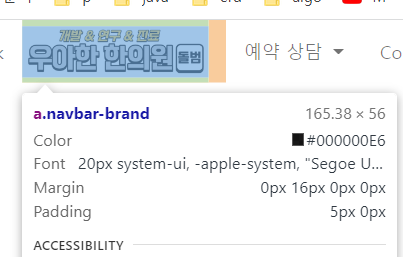 p java era algo M
개발 & 연구 & 진료
우아한 한의원 돌범
예약 상담 Co
a.navbar-brand 165.38 × 56
Color #000000E6
Font 20px system-ui, -apple-system, "Segoe U...
Margin 0px 16px 0px 0px
Padding 5px 0px
ACCESSIBILITY